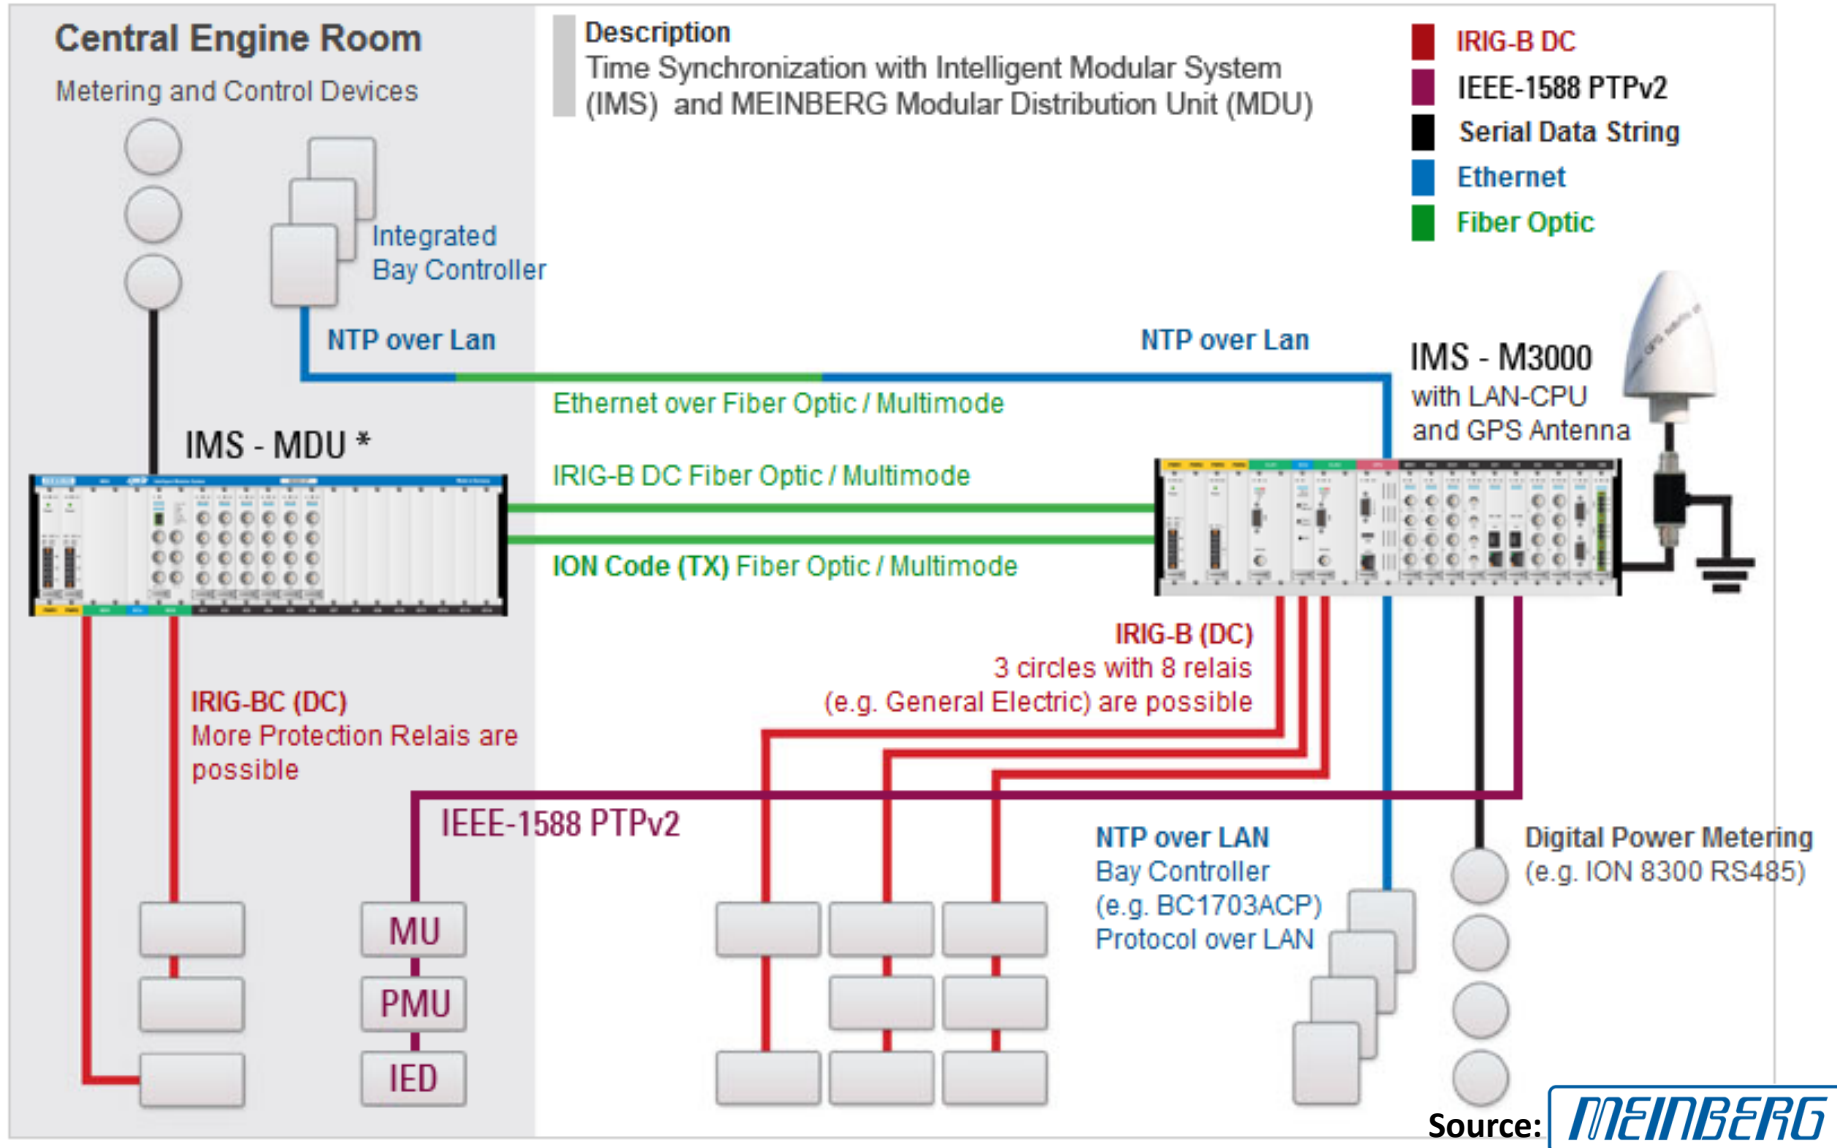 Central Engine Room
Metering and Control Devices
Description
Time Synchronization with Intelligent Modular System
(IMS) and MEINBERG Modular Distribution Unit (MDU)
IRIG-B DC
IEEE-1588 PTPv2
Serial Data String
Ethernet
Fiber Optic
Integrated
Bay Controller
NTP over Lan
NTP over Lan
Ethernet over Fiber Optic / Multimode
IMS - M3000
with LAN-CPU
and GPS Antenna
IMS - MDU *
IRIG-B DC Fiber Optic / Multimode
ION Code (TX) Fiber Optic / Multimode
IRIG-B (DC)
3 circles with 8 relais
(e.g. General Electric) are possible
IRIG-BC (DC)
More Protection Relais are
possible
IEEE-1588 PTPv2
NTP over LAN
Bay Controller
(e.g. BC1703ACP)
Protocol over LAN
Digital Power Metering
(e.g. ION 8300 RS485)
MU
PMU
IED
Source: MEINBERG